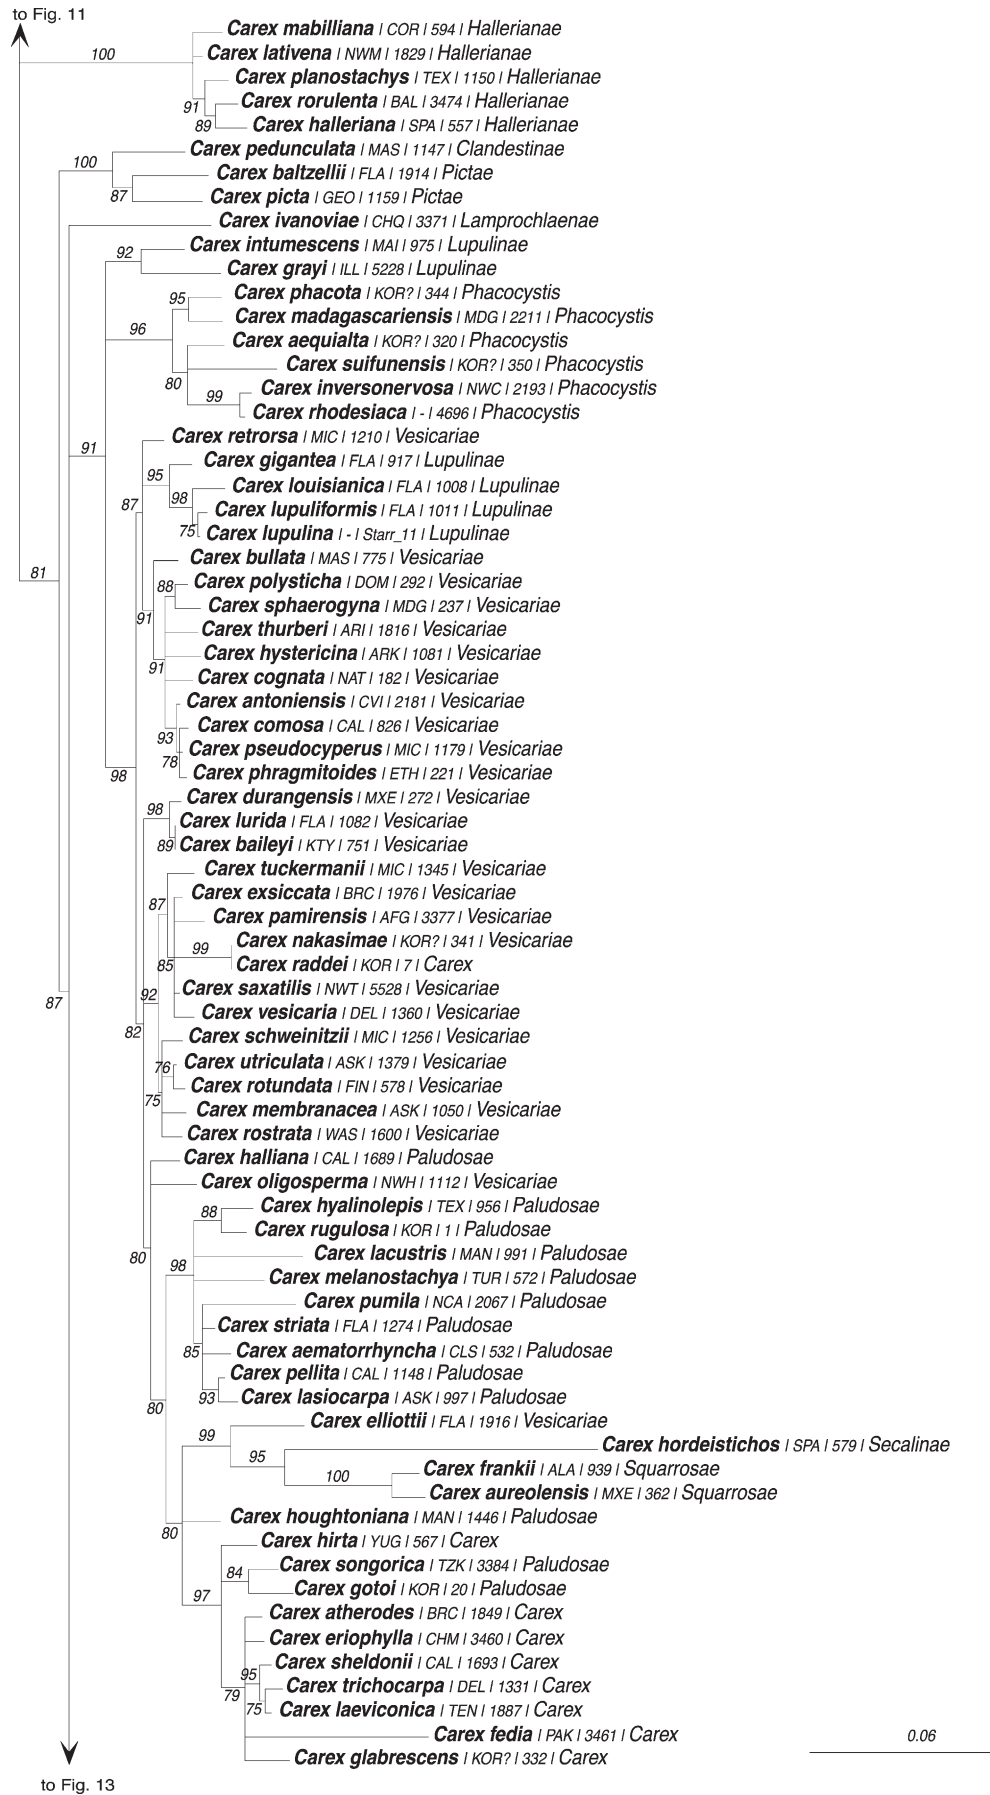 to Fig. 11
Carex mabilliana | COR | 594 | Hallerianae
100
Carex lativena | NWM | 1829 | Hallerianae
Carex planostachys | TEX | 1150 | Hallerianae
91
Carex rorulenta | BAL | 3474 | Hallerianae
89
Carex halleriana | SPA | 557 | Hallerianae
Carex pedunculata | MAS | 1147 | Clandestinae
100
Carex baltzellii | FLA | 1914 | Pictae
87
Carex picta | GEO | 1159 | Pictae
Carex ivanoviae | CHQ | 3371 | Lamprochlaenae
Carex intumescens | MAI | 975 | Lupulinae
92
Carex grayi | ILL | 5228 | Lupulinae
Carex phacota | KOR? | 344 | Phacocystis
95
Carex madagascariensis | MDG | 2211 | Phacocystis
96
Carex aequialta | KOR? | 320 | Phacocystis
Carex suifunensis | KOR? | 350 | Phacocystis
80
Carex inversonervosa | NWC | 2193 | Phacocystis
99
Carex rhodesiaca | - | 4696 | Phacocystis
Carex retrorsa | MIC | 1210 | Vesicariae
91
Carex gigantea | FLA | 917 | Lupulinae
95
Carex louisianica | FLA | 1008 | Lupulinae
98
87
Carex lupuliformis | FLA | 1011 | Lupulinae
75
Carex lupulina | - | Starr_11 | Lupulinae
Carex bullata | MAS | 775 | Vesicariae
81
Carex polysticha | DOM | 292 | Vesicariae
88
Carex sphaerogyna | MDG | 237 | Vesicariae
91
Carex thurberi | ARI | 1816 | Vesicariae
Carex hystericina | ARK | 1081 | Vesicariae
91
Carex cognata | NAT | 182 | Vesicariae
Carex antoniensis | CVI | 2181 | Vesicariae
Carex comosa | CAL | 826 | Vesicariae
93
Carex pseudocyperus | MIC | 1179 | Vesicariae
78
Carex phragmitoides | ETH | 221 | Vesicariae
98
Carex durangensis | MXE | 272 | Vesicariae
98
Carex lurida | FLA | 1082 | Vesicariae
89
Carex baileyi | KTY | 751 | Vesicariae
Carex tuckermanii | MIC | 1345 | Vesicariae
Carex exsiccata | BRC | 1976 | Vesicariae
87
Carex pamirensis | AFG | 3377 | Vesicariae
Carex nakasimae | KOR? | 341 | Vesicariae
99
Carex raddei | KOR | 7 | Carex
85
Carex saxatilis | NWT | 5528 | Vesicariae
92
87
Carex vesicaria | DEL | 1360 | Vesicariae
82
Carex schweinitzii | MIC | 1256 | Vesicariae
Carex utriculata | ASK | 1379 | Vesicariae
76
Carex rotundata | FIN | 578 | Vesicariae
75
Carex membranacea | ASK | 1050 | Vesicariae
Carex rostrata | WAS | 1600 | Vesicariae
Carex halliana | CAL | 1689 | Paludosae
Carex oligosperma | NWH | 1112 | Vesicariae
Carex hyalinolepis | TEX | 956 | Paludosae
88
Carex rugulosa | KOR | 1 | Paludosae
80
Carex lacustris | MAN | 991 | Paludosae
98
Carex melanostachya | TUR | 572 | Paludosae
Carex pumila | NCA | 2067 | Paludosae
Carex striata | FLA | 1274 | Paludosae
85
Carex aematorrhyncha | CLS | 532 | Paludosae
Carex pellita | CAL | 1148 | Paludosae
93
Carex lasiocarpa | ASK | 997 | Paludosae
80
Carex elliottii | FLA | 1916 | Vesicariae
99
Carex hordeistichos | SPA | 579 | Secalinae
95
Carex frankii | ALA | 939 | Squarrosae
100
Carex aureolensis | MXE | 362 | Squarrosae
Carex houghtoniana | MAN | 1446 | Paludosae
80
Carex hirta | YUG | 567 | Carex
Carex songorica | TZK | 3384 | Paludosae
84
Carex gotoi | KOR | 20 | Paludosae
97
Carex atherodes | BRC | 1849 | Carex
Carex eriophylla | CHM | 3460 | Carex
Carex sheldonii | CAL | 1693 | Carex
95
Carex trichocarpa | DEL | 1331 | Carex
79
75
Carex laeviconica | TEN | 1887 | Carex
Carex fedia | PAK | 3461 | Carex
0.06
Carex glabrescens | KOR? | 332 | Carex
to Fig. 13